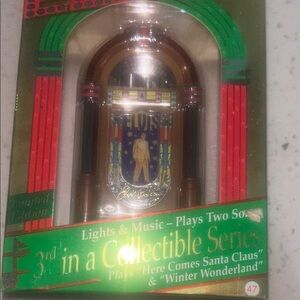 ELVIS
Limited
Edition
Lights & Music – Plays Two So
3rd in a Collectible Series
Plays "Here Comes Santa Claus"
& "Winter Wonderland"
47